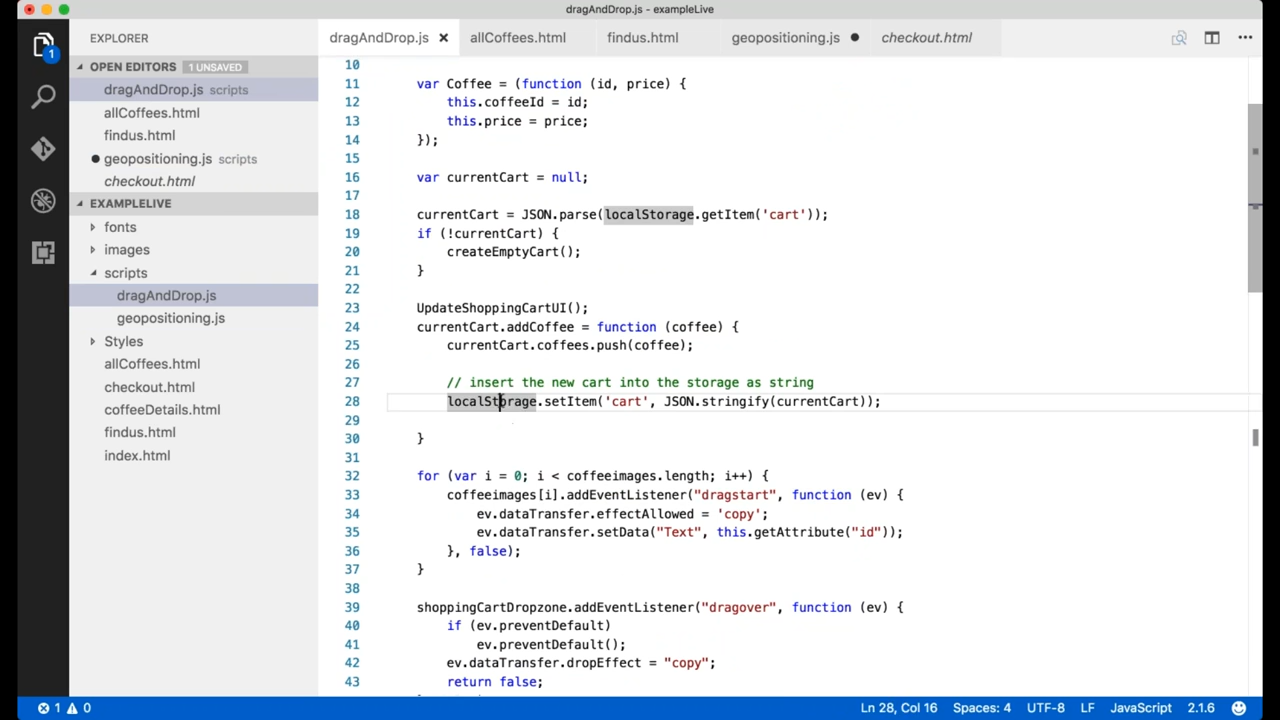 dragAndDrop.js - exampleLive
EXPLORER
dragAndDrop.js allCoffees.html findus.html geopositioning.js checkout.html
1
OPEN EDITORS 1 UNSAVED
dragAndDrop.js scripts
allCoffees.html
findus.html
geopositioning.js scripts
checkout.html
EXAMPLELIVE
fonts
images
scripts
dragAndDrop.js
geopositioning.js
Styles
allCoffees.html
checkout.html
coffeeDetails.html
findus.html
index.html
10
11 var Coffee = (function (id, price) {
12 this.coffeeId = id;
13 this.price = price;
14 });
15
16 var currentCart = null;
17
18 currentCart = JSON.parse(localStorage.getItem('cart'));
19 if (!currentCart) {
20 createEmptyCart();
21 }
22
23 UpdateShoppingCartUI();
24 currentCart.addCoffee = function (coffee) {
25 currentCart.coffees.push(coffee);
26
27 // insert the new cart into the storage as string
28 localStorage.setItem('cart', JSON.stringify(currentCart));
29
30 }
31
32 for (var i = 0; i < coffeeimages.length; i++) {
33 coffeeimages[i].addEventListener("dragstart", function (ev) {
34 ev.dataTransfer.effectAllowed = 'copy';
35 ev.dataTransfer.setData("Text", this.getAttribute("id"));
36 }, false);
37 }
38
39 shoppingCartDropzone.addEventListener("dragover", function (ev) {
40 if (ev.preventDefault)
41 ev.preventDefault();
42 ev.dataTransfer.dropEffect = "copy";
43 return false;
1 0 Ln 28, Col 16 Spaces: 4 UTF-8 LF JavaScript 2.1.6